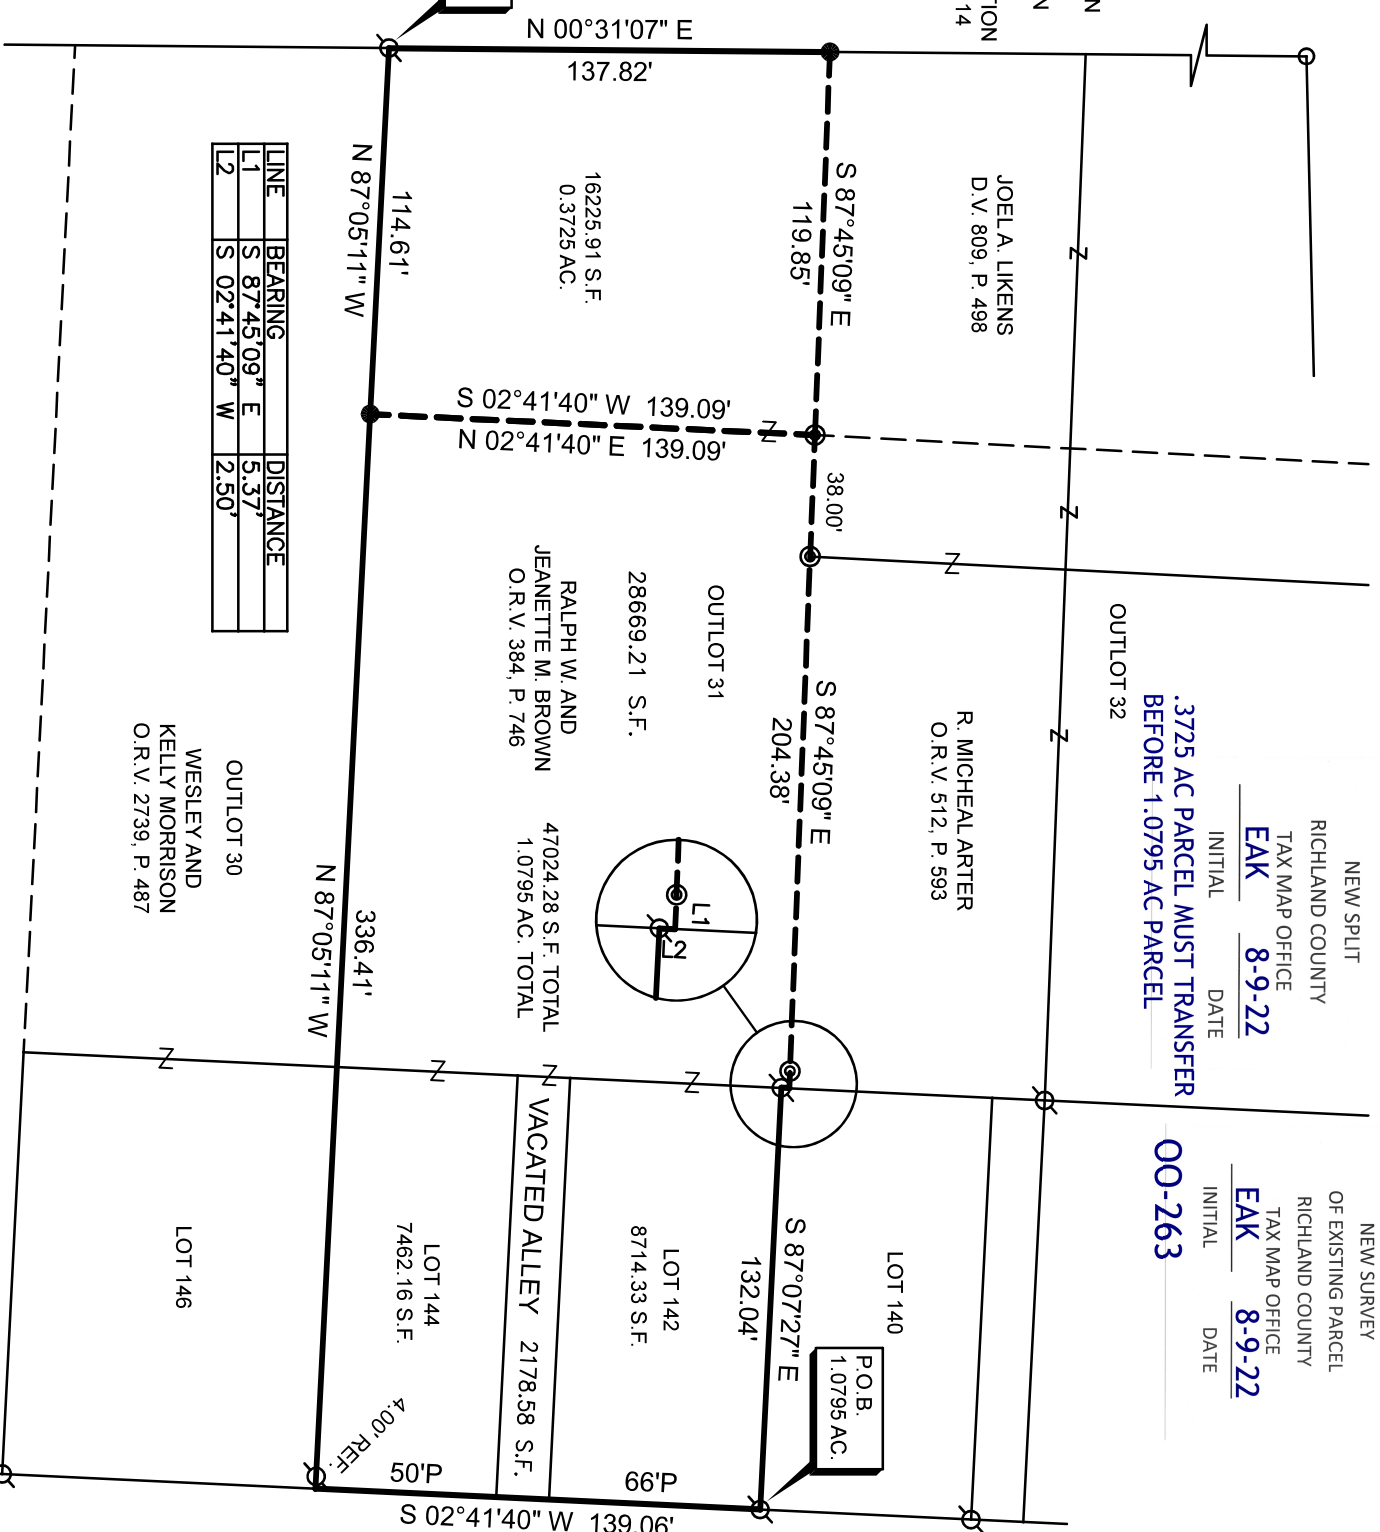 N 00°31'07" E
137.82'
TION
14
N
N
S 87°45'09" E
119.85'
JOEL A. LIKENS
D.V. 809, P. 498
16225.91 S.F.
0.3725 AC.
114.61'
N 87°05'11" W
LINE BEARING DISTANCE
L1 S 87°45'09" E 5.37'
L2 S 02°41'40" W 2.50'
S 02°41'40" W 139.09'
N 02°41'40" E 139.09'
38.00'
Z
Z
Z
Z
Z
OUTLOT 32
.3725 AC PARCEL MUST TRANSFER
BEFORE 1.0795 AC PARCEL
NEW SPLIT
RICHLAND COUNTY
TAX MAP OFFICE
EAK 8-9-22
INITIAL DATE
OUTLOT 31
28669.21 S.F.
RALPH W. AND
JEANETTE M. BROWN
O.R.V. 384, P. 746
S 87°45'09" E
204.38'
R. MICHEAL ARTER
O.R.V. 512, P. 593
47024.28 S.F. TOTAL
1.0795 AC. TOTAL
L1
L2
OUTLOT 30
WESLEY AND
KELLY MORRISON
O.R.V. 2739, P. 487
336.41'
N 87°05'11" W
Z
Z
Z
Z
VACATED ALLEY 2178.58 S.F.
LOT 146
LOT 144
7462.16 S.F.
LOT 142
8714.33 S.F.
S 87°07'27" E
132.04'
LOT 140
P.O.B.
1.0795 AC.
NEW SURVEY
OF EXISTING PARCEL
RICHLAND COUNTY
TAX MAP OFFICE
EAK 8-9-22
INITIAL DATE
OO-263
4.00' REF.
50'P
66'P
S 02°41'40" W 139.06'